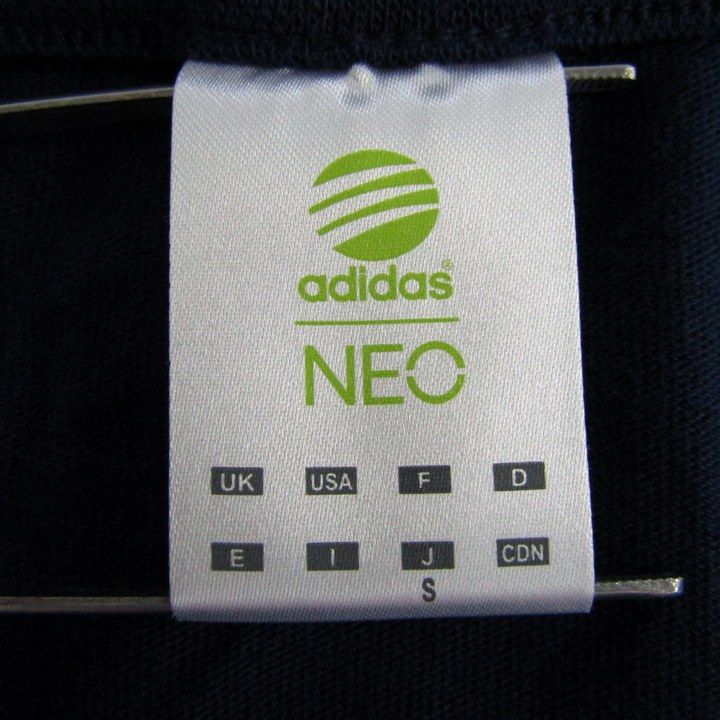 adidas®
NEO
UK USA F D
E I J CDN
S